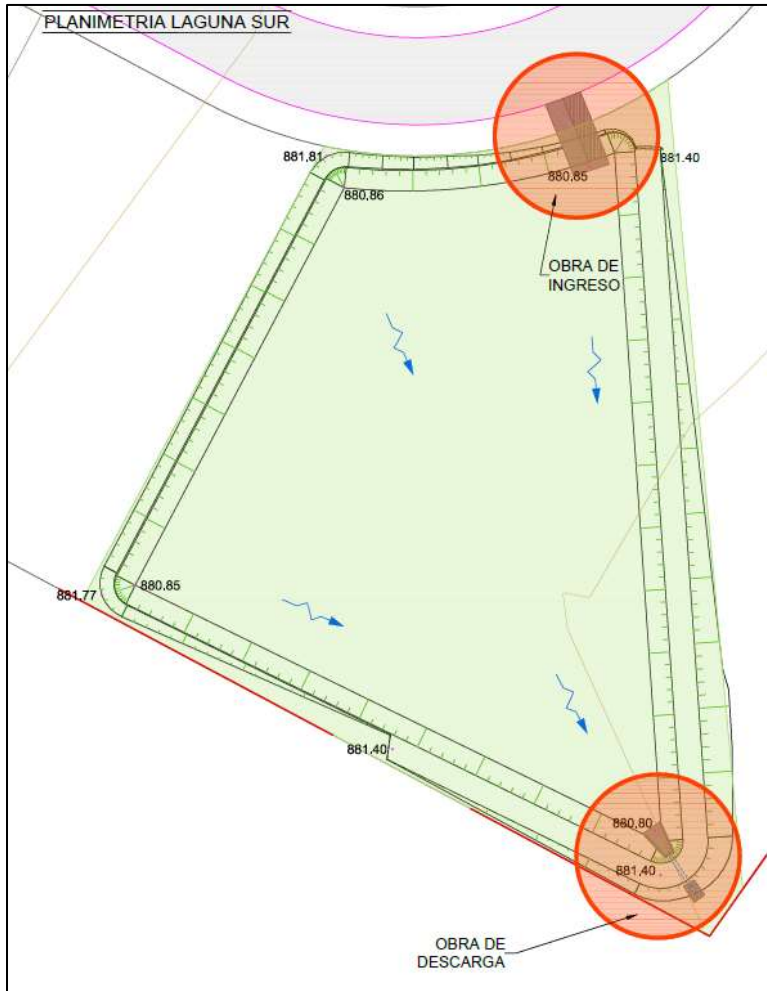 PLANIMETRIA LAGUNA SUR
881,81
881.40
880,86
880,85
OBRA DE
INGRESO
880,85
881,77
881,40
880,80
881,40
OBRA DE
DESCARGA